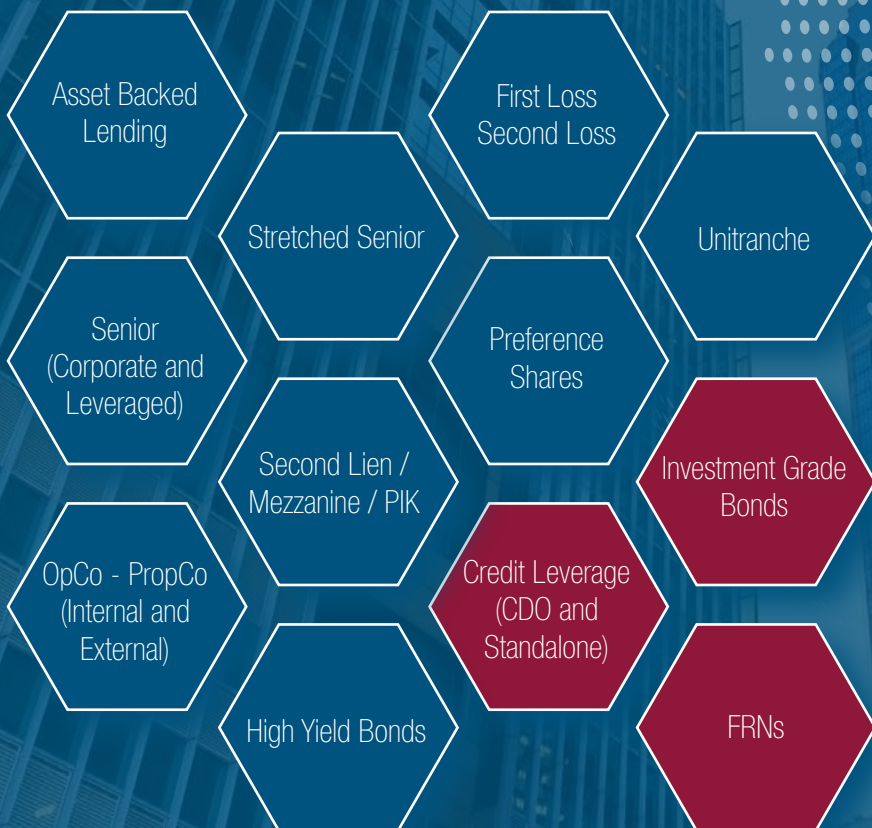 Asset Backed
Lending
First Loss
Second Loss
Stretched Senior
Unitranche
Senior
(Corporate and
Leveraged)
Preference
Shares
Second Lien /
Mezzanine / PIK
Investment Grade
Bonds
OpCo - PropCo
(Internal and
External)
Credit Leverage
(CDO and
Standalone)
High Yield Bonds
FRNs